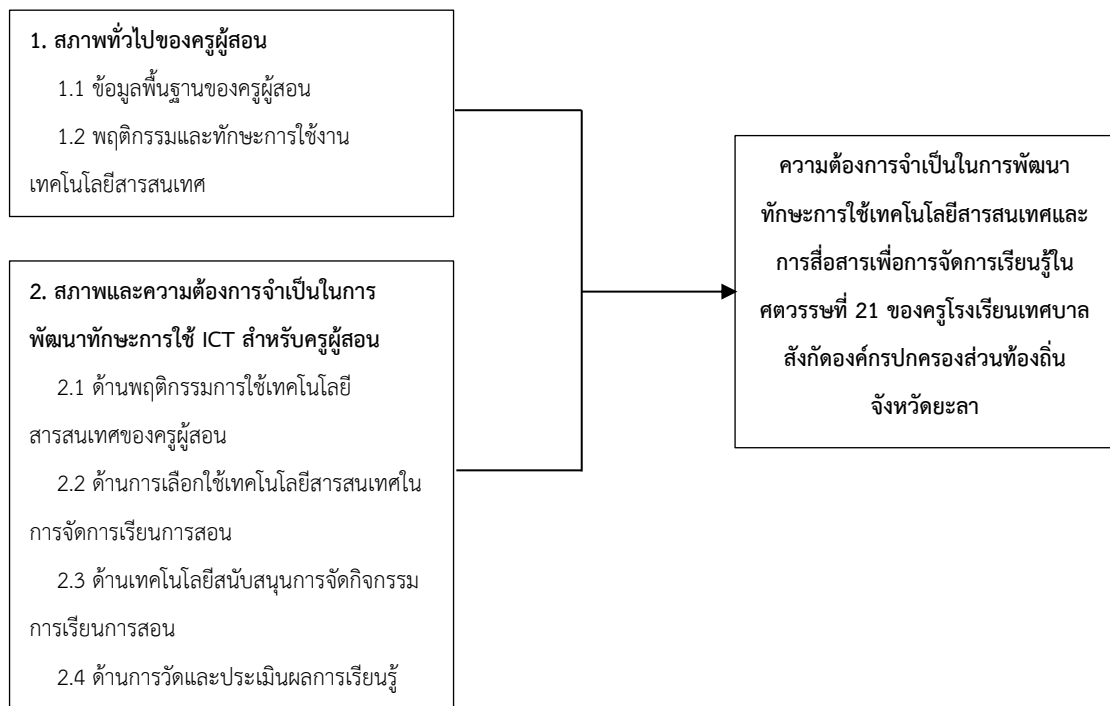 1. สภาพทั่วไปของครูผู้สอน
1.1 ข้อมูลพื้นฐานของครูผู้สอน
1.2 พฤติกรรมและทักษะการใช้งาน
เทคโนโลยีสารสนเทศ
2. สภาพและความต้องการจำเป็นในการ
พัฒนาทักษะการใช้ ICT สำหรับครูผู้สอน
2.1 ด้านพฤติกรรมการใช้เทคโนโลยี
สารสนเทศของครูผู้สอน
2.2 ด้านการเลือกใช้เทคโนโลยีสารสนเทศใน
การจัดการเรียนการสอน
2.3 ด้านเทคโนโลยีสนับสนุนการจัดกิจกรรม
การเรียนการสอน
2.4 ด้านการวัดและประเมินผลการเรียนรู้
ความต้องการจำเป็นในการพัฒนา
ทักษะการใช้เทคโนโลยีสารสนเทศและ
การสื่อสารเพื่อการจัดการเรียนรู้ใน
ศตวรรษที่ 21 ของครูโรงเรียนเทศบาล
สังกัดองค์กรปกครองส่วนท้องถิ่น
จังหวัดยะลา